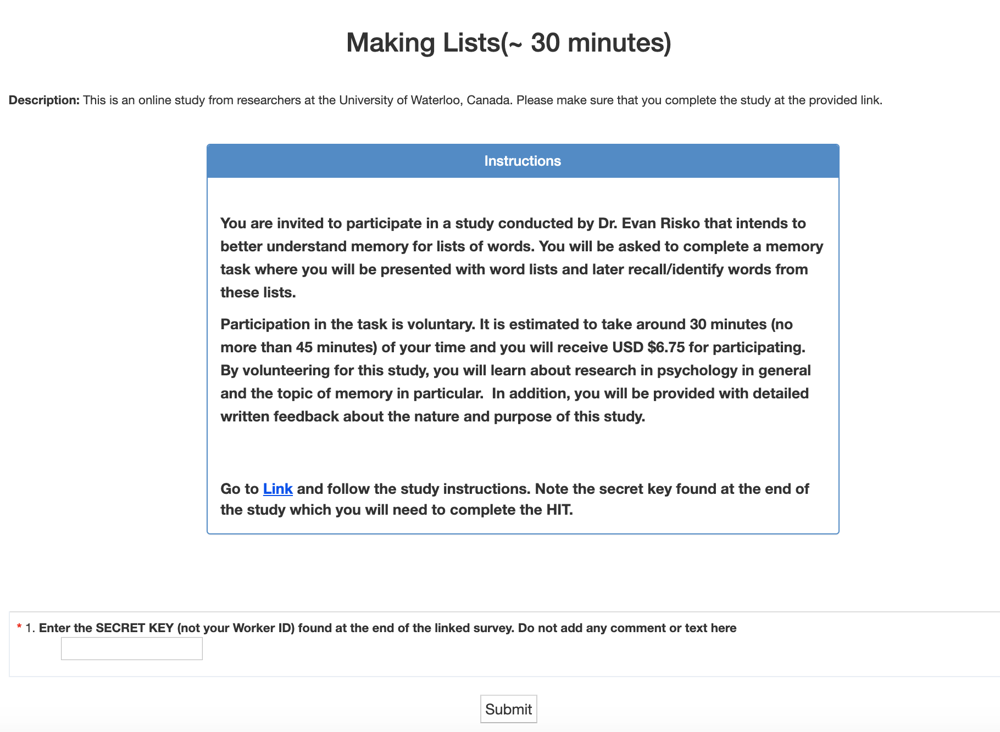 Making Lists(~ 30 minutes)
Description: This is an online study from researchers at the University of Waterloo, Canada. Please make sure that you complete the study at the provided link.
Instructions
You are invited to participate in a study conducted by Dr. Evan Risko that intends to
better understand memory for lists of words. You will be asked to complete a memory
task where you will be presented with word lists and later recall/identify words from
these lists.
Participation in the task is voluntary. It is estimated to take around 30 minutes (no
more than 45 minutes) of your time and you will receive USD $6.75 for participating.
By volunteering for this study, you will learn about research in psychology in general
and the topic of memory in particular.  In addition, you will be provided with detailed
written feedback about the nature and purpose of this study.
Go to Link and follow the study instructions. Note the secret key found at the end of
the study which you will need to complete the HIT.
* 1. Enter the SECRET KEY (not your Worker ID) found at the end of the linked survey. Do not add any comment or text here
Submit